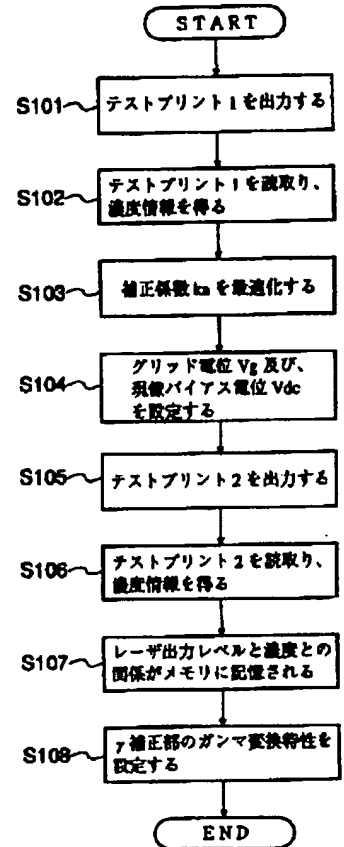 START
S101
テストプリント1を出力する
S102
テストプリント1を読取り、
濃度情報を得る
S103
補正係数kmを最適化する
S104
グリッド電位 Vg 及び、
現像バイアス電位 Vdc
を設定する
S105
テストプリント2を出力する
S106
テストプリント2を読取り、
濃度情報を得る
S107
レーザ出力レベルと濃度との
関係がメモリに記憶される
S108
γ補正部のガンマ変換特性を
設定する
END